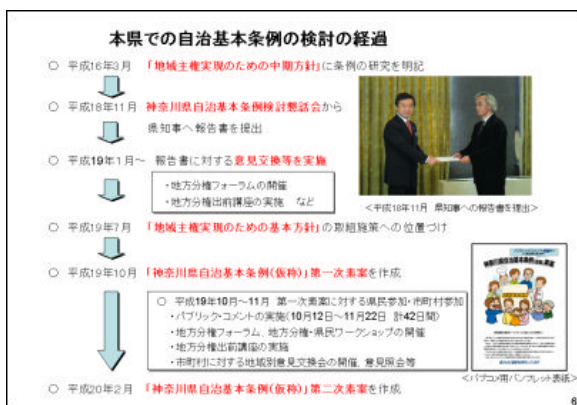 本県での自治基本条例の検討の経過
○ 平成16年3月 「地域主権実現のための中期方針」に条例の研究を明記
○ 平成18年11月 神奈川県自治基本条例検討懇話会から
県知事へ報告書を提出
○ 平成19年1月～ 報告書に対する意見交換等を実施
・地方分権フォーラムの開催
・地方分権出前講座の実施 など
＜平成18年11月 県知事への報告書を提出＞
○ 平成19年7月 「地域主権実現のための基本方針」の取組施策への位置づけ
○ 平成19年10月 「神奈川県自治基本条例(仮称)」第一次素案を作成
○ 平成19年10月～11月 第一次素案に対する県民参加・市町村参加
・パブリック・コメントの実施(10月12日～11月22日 計42日間)
・地方分権フォーラム、地方分権・県民ワークショップの開催
・地方分権出前講座の実施
・市町村に対する地域別意見交換会の開催、意見照会等
＜パブコメ用パンフレット表紙＞
○ 平成20年2月 「神奈川県自治基本条例(仮称)」第二次素案を作成
6